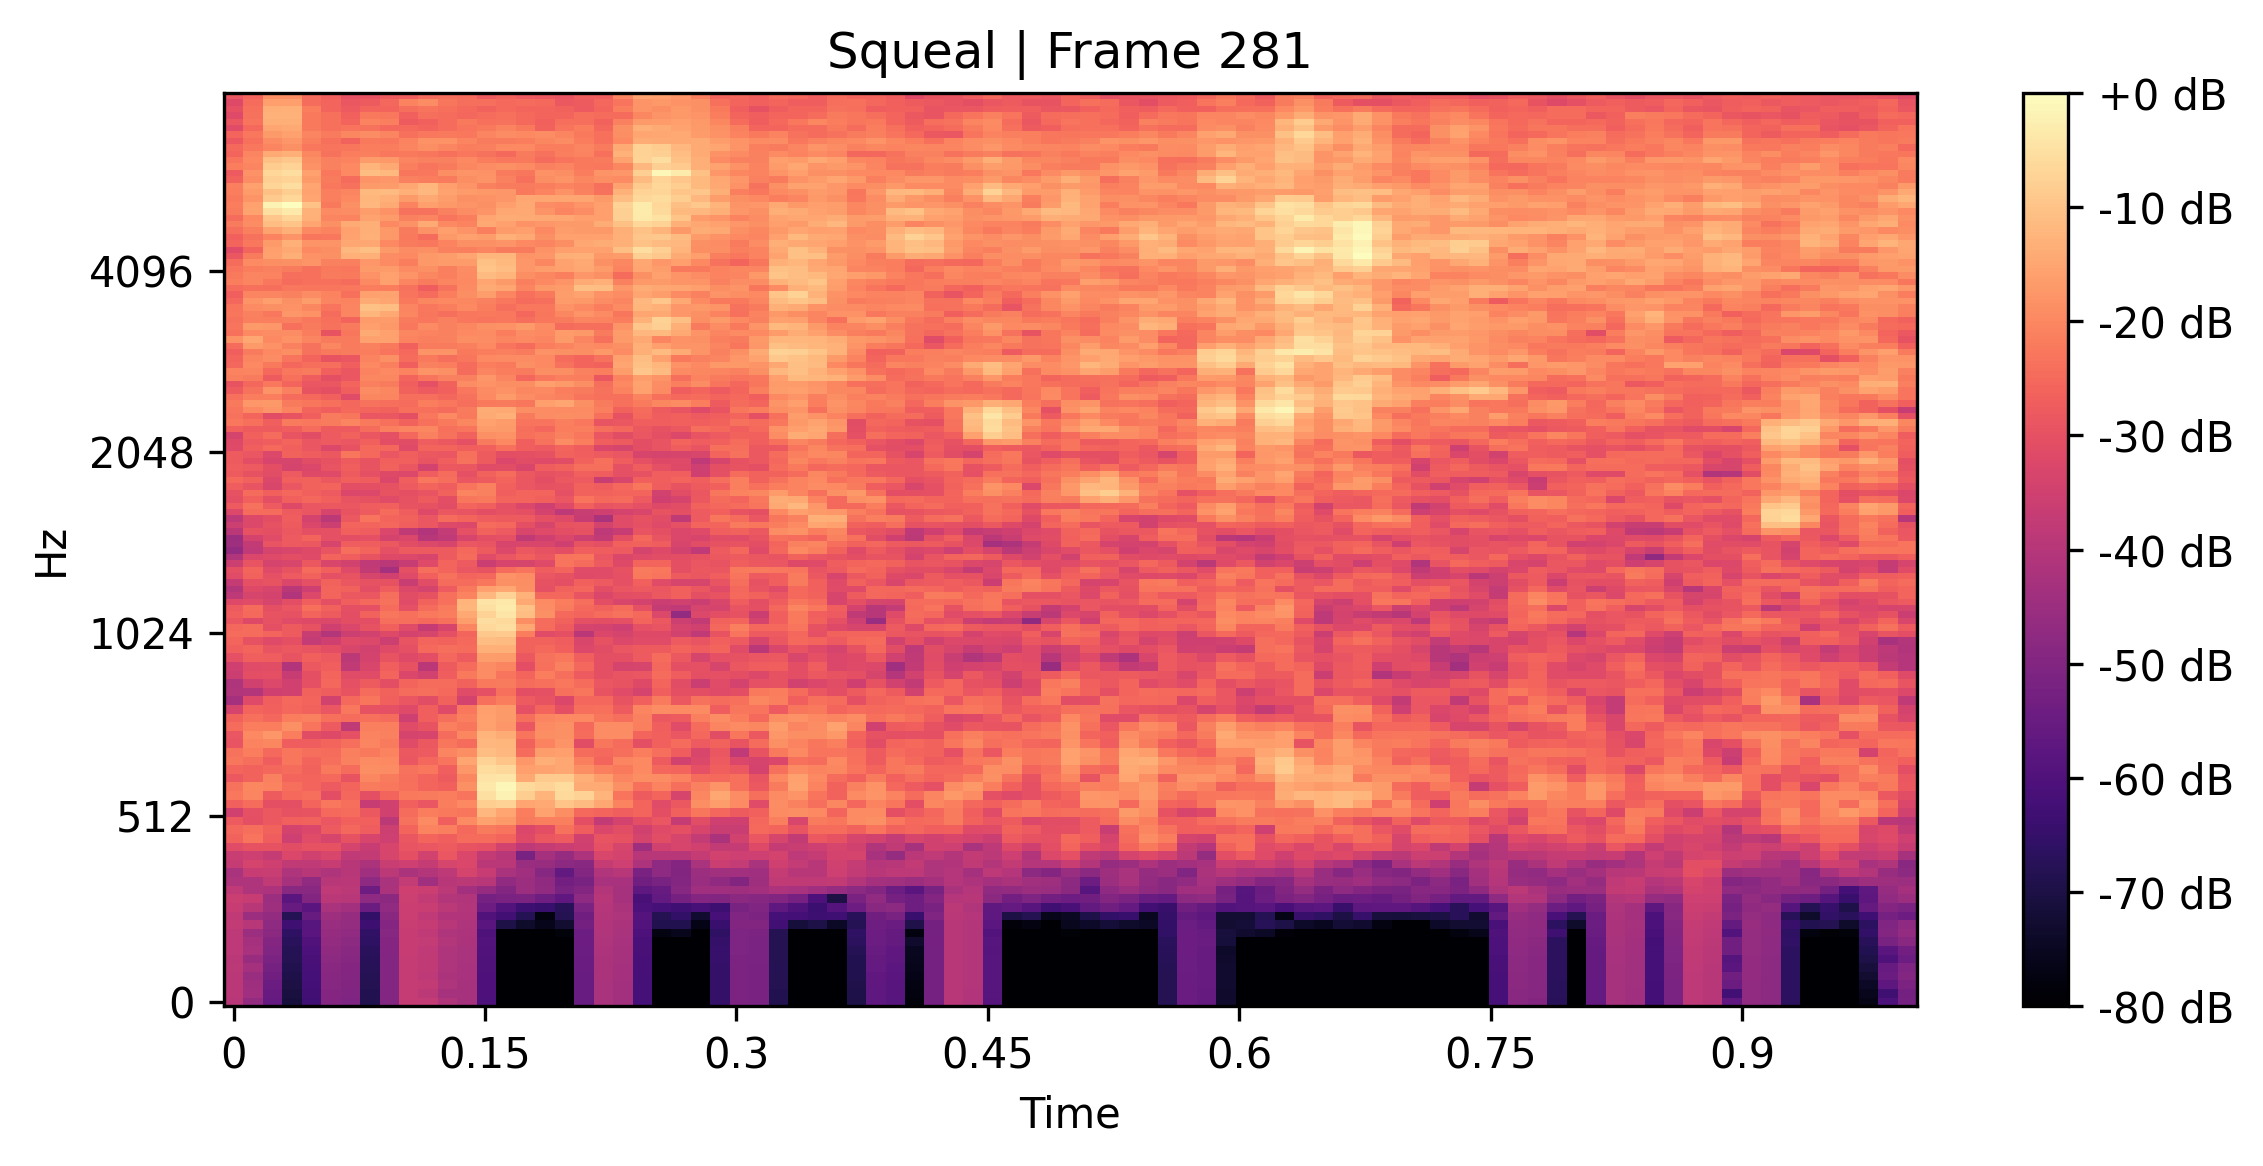 Squeal | Frame 281
Hz
4096
2048
1024
512
0
0 0.15 0.3 0.45 0.6 0.75 0.9
Time
+0 dB
-10 dB
-20 dB
-30 dB
-40 dB
-50 dB
-60 dB
-70 dB
-80 dB